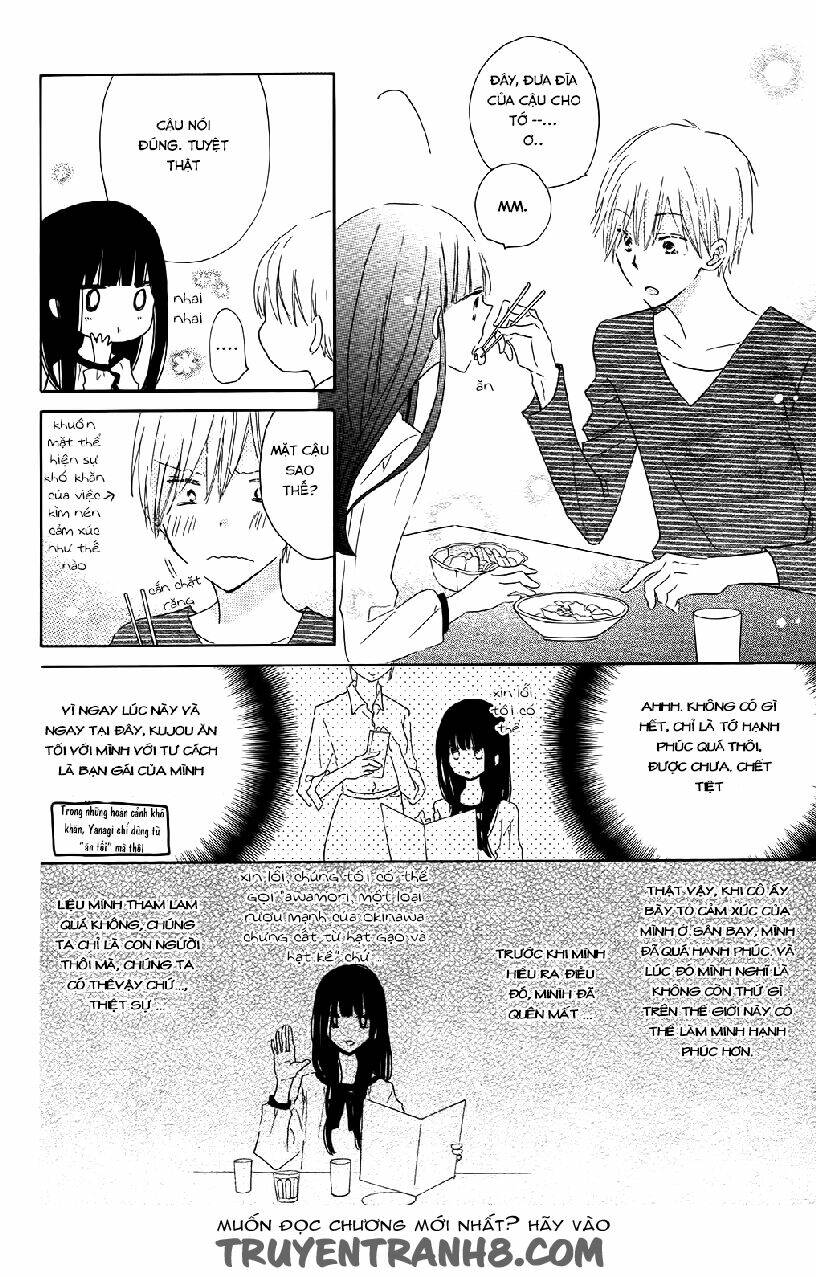 ĐÂY, ĐƯA ĐĨA
CỦA CẬU CHO
TỚ --...
Ơ..
MM.
ăn
CẬU NÓI
ĐÚNG. TUYỆT
THẬT
nhai
nhai
....
MẶT CẬU
SAO
THẾ?
khuôn
mặt thể
hiện sự
khó khăn
của việc
kìm nén
cảm xúc
như thế
nào
cắn chặt
răng
AHHH. KHÔNG CÓ GÌ
HẾT, CHỈ LÀ TỚ HẠNH
PHÚC QUÁ THÔI,
ĐƯỢC CHƯA, CHẾT
TIỆT
xin lỗi,
tôi có
thể
VÌ NGAY LÚC NÀY VÀ
NGAY TẠI ĐÂY, KUJOU ĂN
TỐI VỚI MÌNH VỚI TƯ CÁCH
LÀ BẠN GÁI CỦA MÌNH
Trong những hoàn cảnh khó
khăn, Yanagi chỉ dùng từ
"ăn tối" mà thôi
THẬT VẬY, KHI CÔ ẤY
BÀY TỎ CẢM XÚC CỦA
MÌNH Ở SÂN BAY, MÌNH
ĐÃ QUÁ HẠNH PHÚC. VÀ
LÚC ĐÓ MÌNH NGHĨ LÀ
KHÔNG CÒN THỨ GÌ
TRÊN THẾ GIỚI NÀY CÓ
THỂ LÀM MÌNH HẠNH
PHÚC HƠN.
TRƯỚC KHI MÌNH
HIỂU RA ĐIỀU
ĐÓ, MÌNH ĐÃ
QUÊN MẤT ...
xin lỗi, chúng tôi có thể
gọi "awamori, một loại
rượu mạnh của Okinawa
chưng cất từ hạt gạo và
hạt kê" chứ ...
LIỆU MÌNH THAM LAM
QUÁ KHÔNG, CHÚNG
TA CHỈ LÀ CON NGƯỜI
THÔI MÀ, CHÚNG TA
CÓ THỂ VẬY CHỨ ..,
THIỆT SỰ ...
MUỐN ĐỌC CHƯƠNG MỚI NHẤT? HÃY VÀO
TRUYENTRANH8.COM